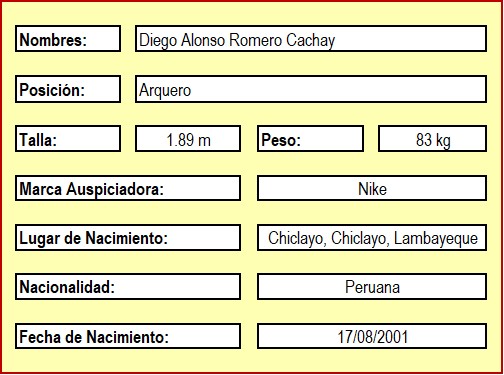 Nombres: Diego Alonso Romero Cachay
Posición: Arquero
Talla: 1.89 m Peso: 83 kg
Marca Auspiciadora: Nike
Lugar de Nacimiento: Chiclayo, Chiclayo, Lambayeque
Nacionalidad: Peruana
Fecha de Nacimiento: 17/08/2001